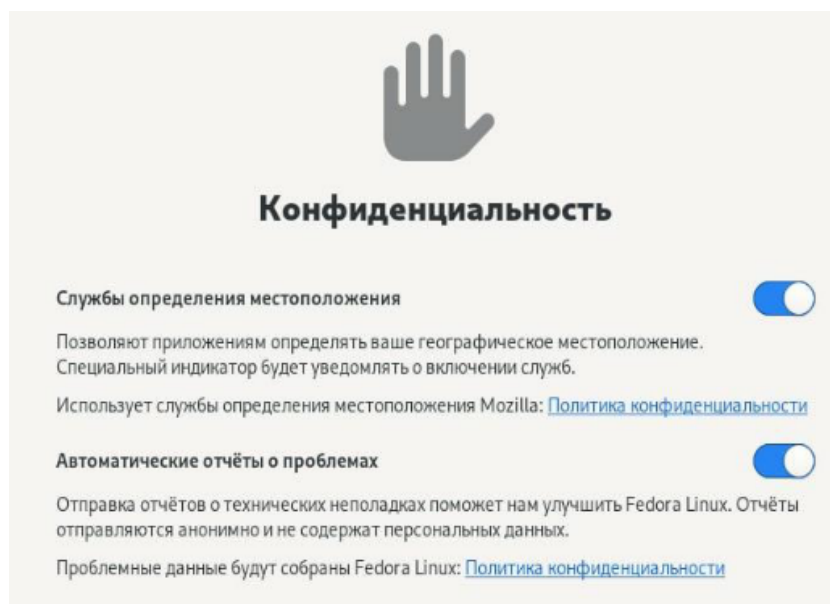 Конфиденциальность
Службы определения местоположения
Позволяют приложениям определять ваше географическое местоположение.
Специальный индикатор будет уведомлять о включении служб.
Использует службы определения местоположения Mozilla: Политика конфиденциальности
Автоматические отчёты о проблемах
Отправка отчётов о технических неполадках поможет нам улучшить Fedora Linux. Отчёты
отправляются анонимно и не содержат персональных данных.
Проблемные данные будут собраны Fedora Linux: Политика конфиденциальности